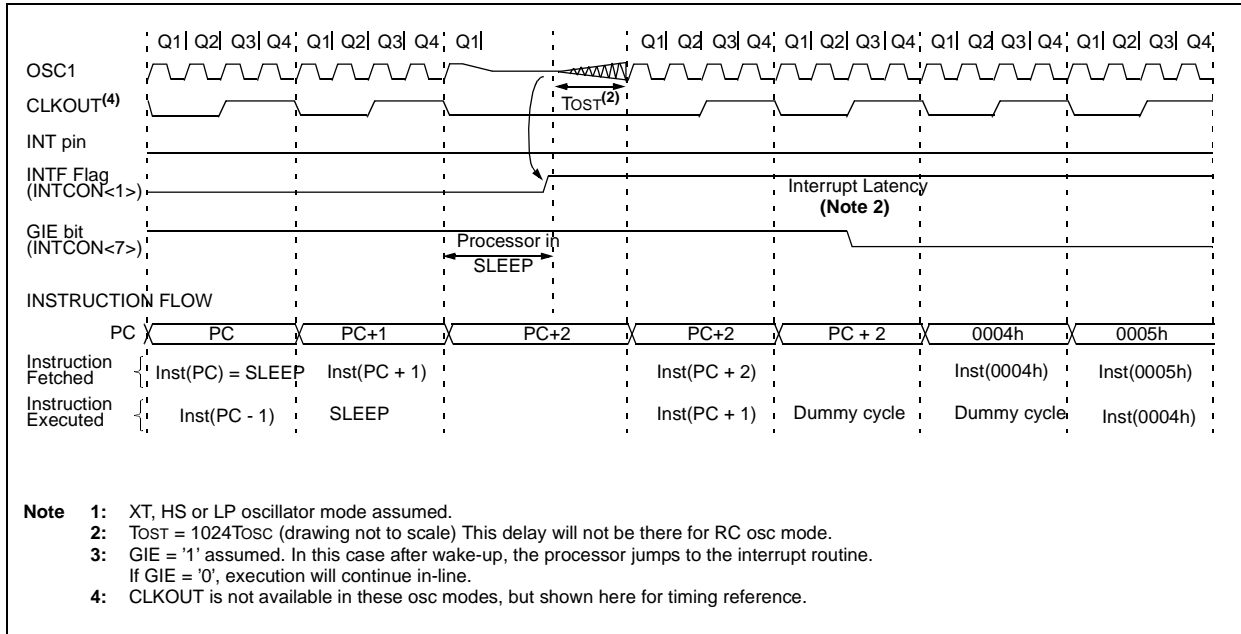 Q1 Q2 Q3 Q4 Q1 Q2 Q3 Q4 Q1 Q1 Q2 Q3 Q4 Q1 Q2 Q3 Q4 Q1 Q2 Q3 Q4 Q1 Q2 Q3 Q4
OSC1
CLKOUT(4)
TOST(2)
INT pin
INTF Flag
(INTCON<1>)
Interrupt Latency
(Note 2)
GIE bit
(INTCON<7>)
Processor in
SLEEP
INSTRUCTION FLOW
PC PC PC+1 PC+2 PC+2 PC + 2 0004h 0005h
Instruction
Fetched
Inst(PC) = SLEEP Inst(PC + 1) Inst(PC + 2) Inst(0004h) Inst(0005h)
Instruction
Executed
Inst(PC - 1) SLEEP Inst(PC + 1) Dummy cycle Dummy cycle Inst(0004h)
Note 1: XT, HS or LP oscillator mode assumed.
2: TOST = 1024TOSC (drawing not to scale) This delay will not be there for RC osc mode.
3: GIE = '1' assumed. In this case after wake-up, the processor jumps to the interrupt routine.
If GIE = '0', execution will continue in-line.
4: CLKOUT is not available in these osc modes, but shown here for timing reference.